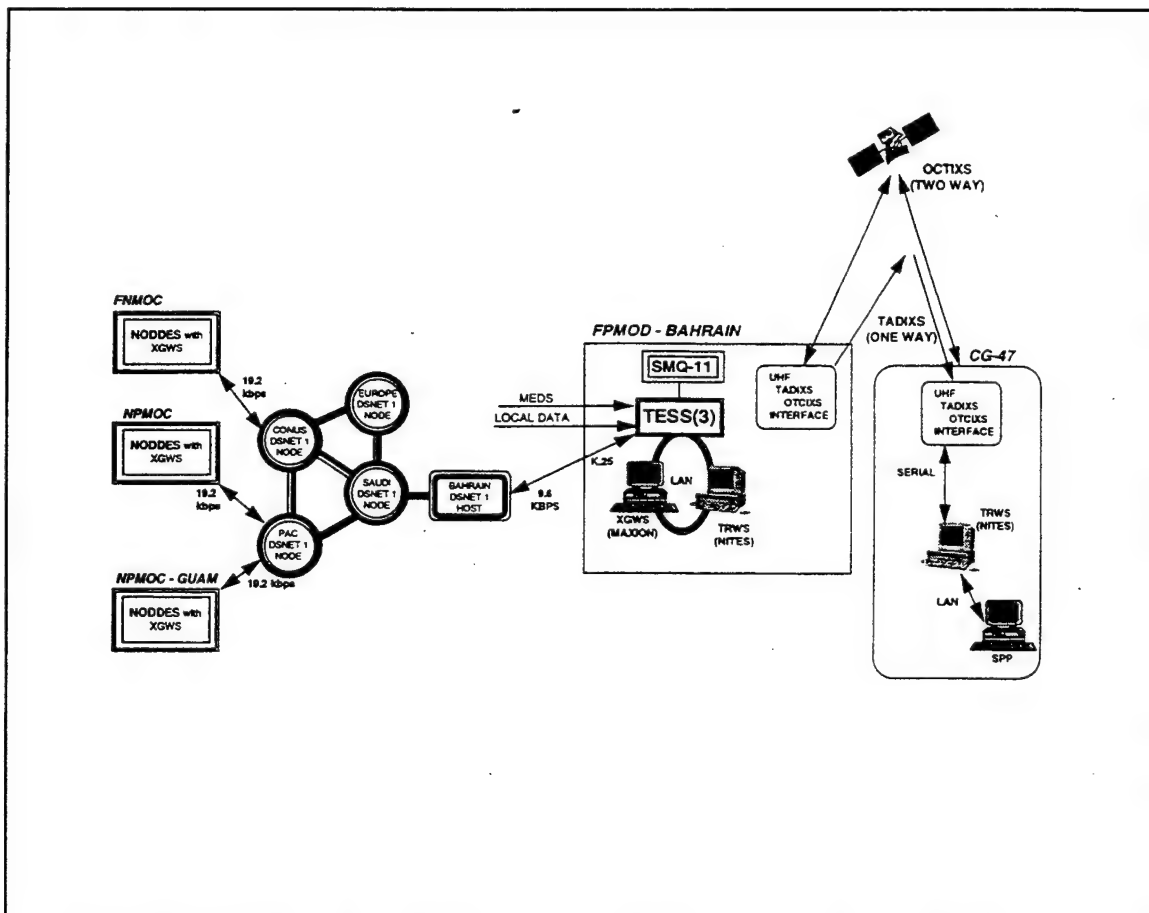 OCTIXS
(TWO WAY)
FNMOC
NODDES with
XGWS
19.2
kbps
NPMOC
NODDES with
XGWS
19.2
kbps
NPMOC - GUAM
NODDES with
XGWS
19.2 kbps
EUROPE
DSNET 1
NODE
CONUS
DSNET 1
NODE
SAUDI
DSNET 1
NODE
PAC
DSNET 1
NODE
BAHRAIN
DSNET 1
HOST
9.6
KBPS
X.25
MEDS
LOCAL DATA
FPMOD - BAHRAIN
SMQ-11
TESS(3)
LAN
XGWS
(MAXION)
TRWS
(NITES)
UHF
TADIXS
OTCIXS
INTERFACE
TADIXS
(ONE WAY)
CG-47
UHF
TADIXS
OTCIXS
INTERFACE
SERIAL
TRWS
(NITES)
LAN
SPP